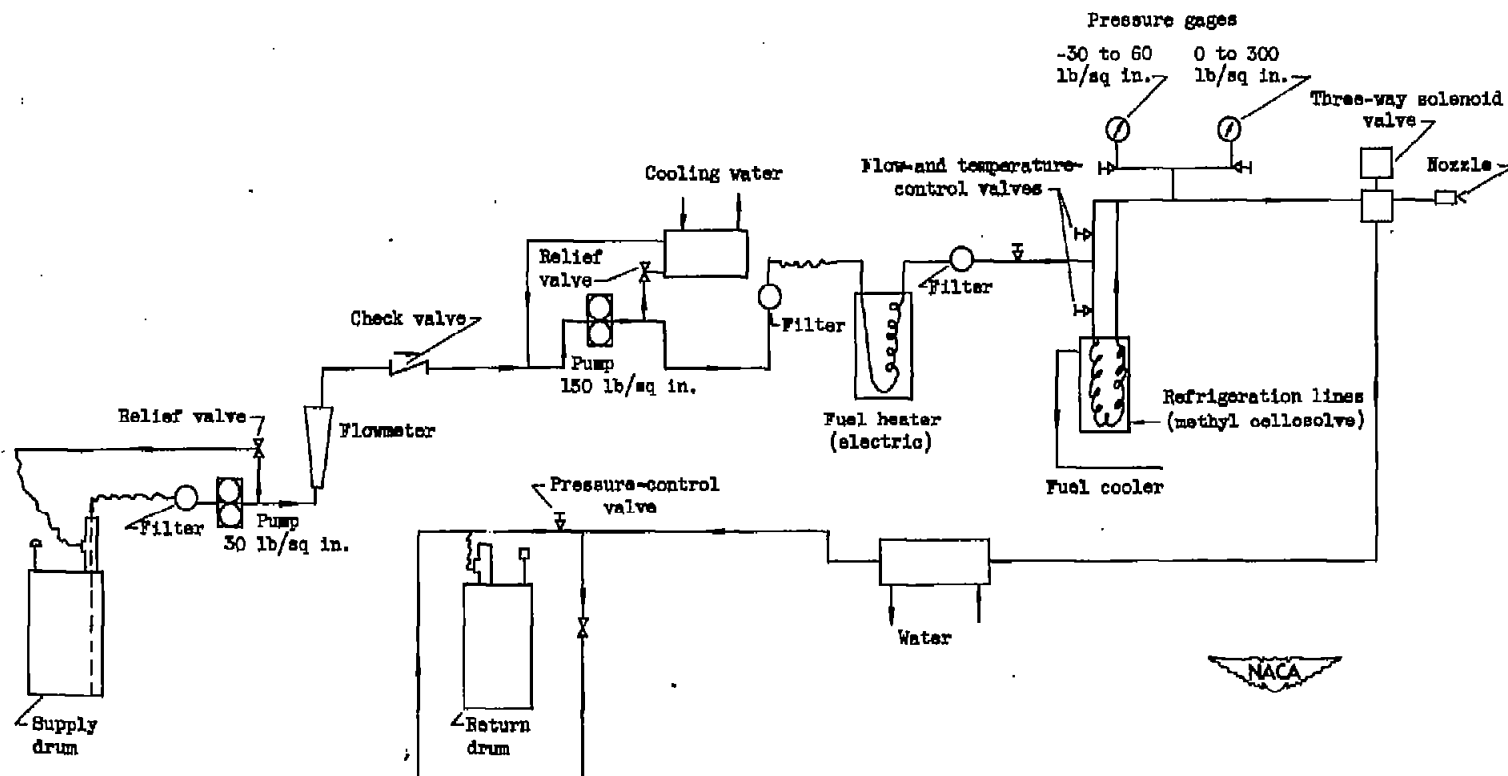 Pressure gages
-30 to 60
lb/sq in.
0 to 300
lb/sq in.
Three-way solenoid
valve
Nozzle
Flow-and temperature-
control valves
Cooling water
Relief
valve
Filter
Filter
Check valve
Pump
150 lb/sq in.
Fuel heater
(electric)
Refrigeration lines
(methyl cellosolve)
Fuel cooler
Relief valve
Flowmeter
Filter
Pump
30 lb/sq in.
Pressure-control
valve
Water
NACA
Supply
drum
Return
drum